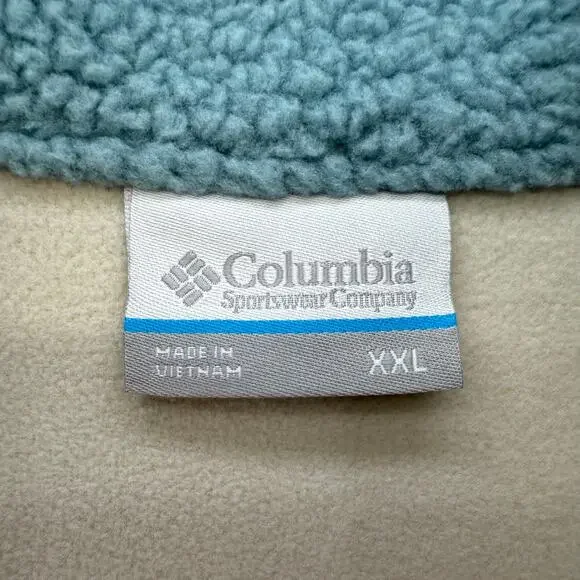 Columbia
Sportswear Company
MADE IN
VIETNAM
XXL